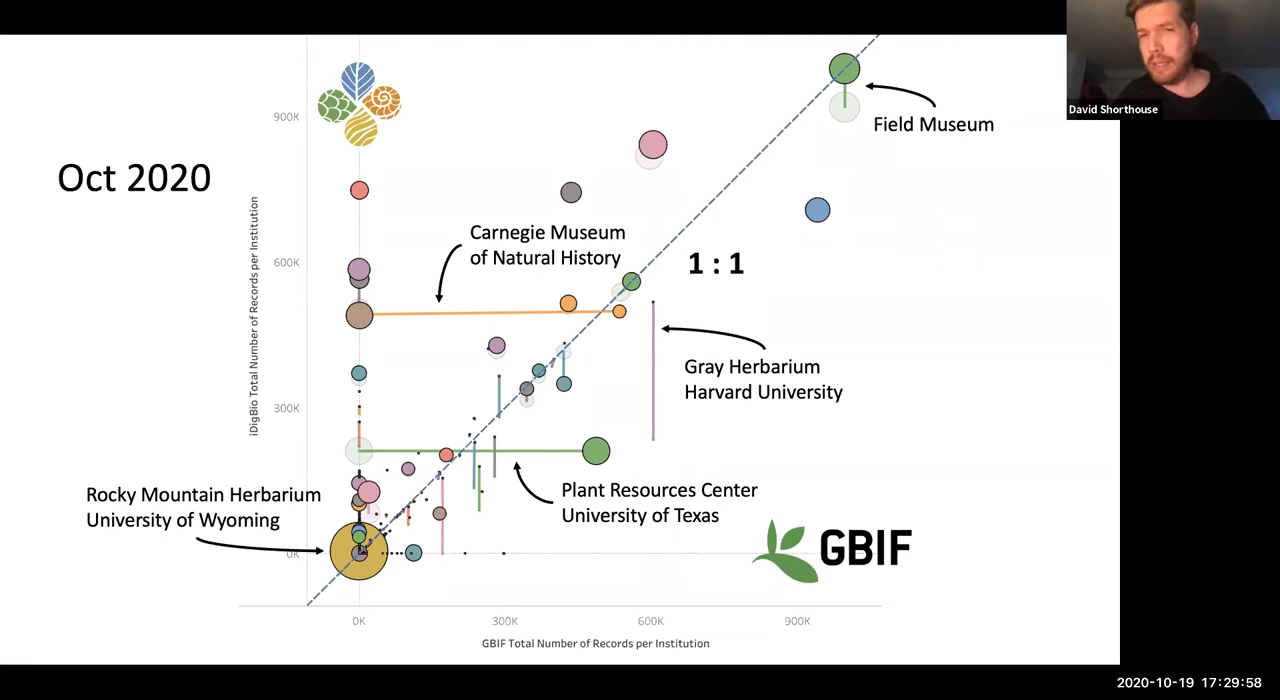 David Shorthouse
Oct 2020
iDigBio Total Number of Records per Institution
900K
600K
300K
0K
Field Museum
Carnegie Museum
of Natural History
1 : 1
Gray Herbarium
Harvard University
Rocky Mountain Herbarium
University of Wyoming
Plant Resources Center
University of Texas
GBIF
0K
300K
600K
900K
GBIF Total Number of Records per Institution
2020-10-19 17:29:58